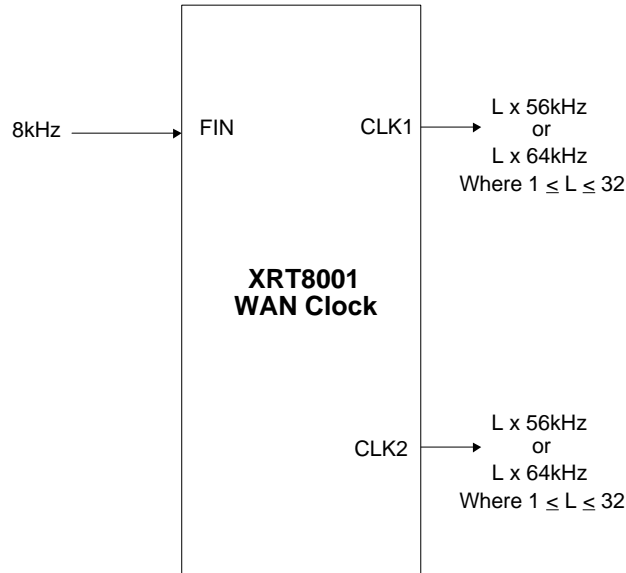 8kHz
FIN
CLK1
L x 56kHz
or
L x 64kHz
Where 1 ≤ L ≤ 32
XRT8001
WAN Clock
CLK2
L x 56kHz
or
L x 64kHz
Where 1 ≤ L ≤ 32